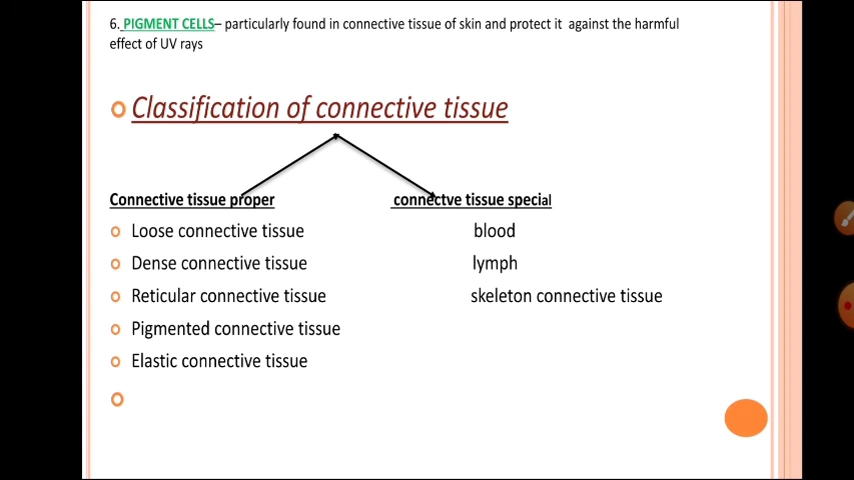 6. PIGMENT CELLS– particularly found in connective tissue of skin and protect it against the harmful
effect of UV rays
Classification of connective tissue
Connective tissue proper
connectve tissue special
Loose connective tissue
blood
Dense connective tissue
lymph
Reticular connective tissue
skeleton connective tissue
Pigmented connective tissue
Elastic connective tissue